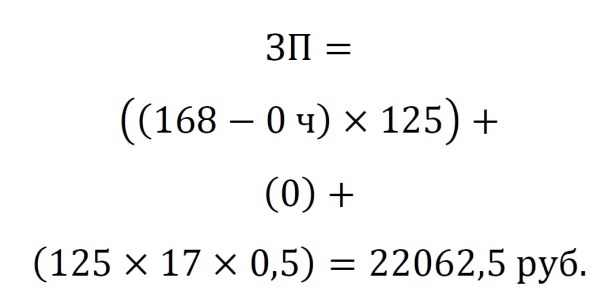 ЗП =
((168 − 0 ч) × 125) +
(0) +
(125 × 17 × 0,5) = 22062,5 руб.